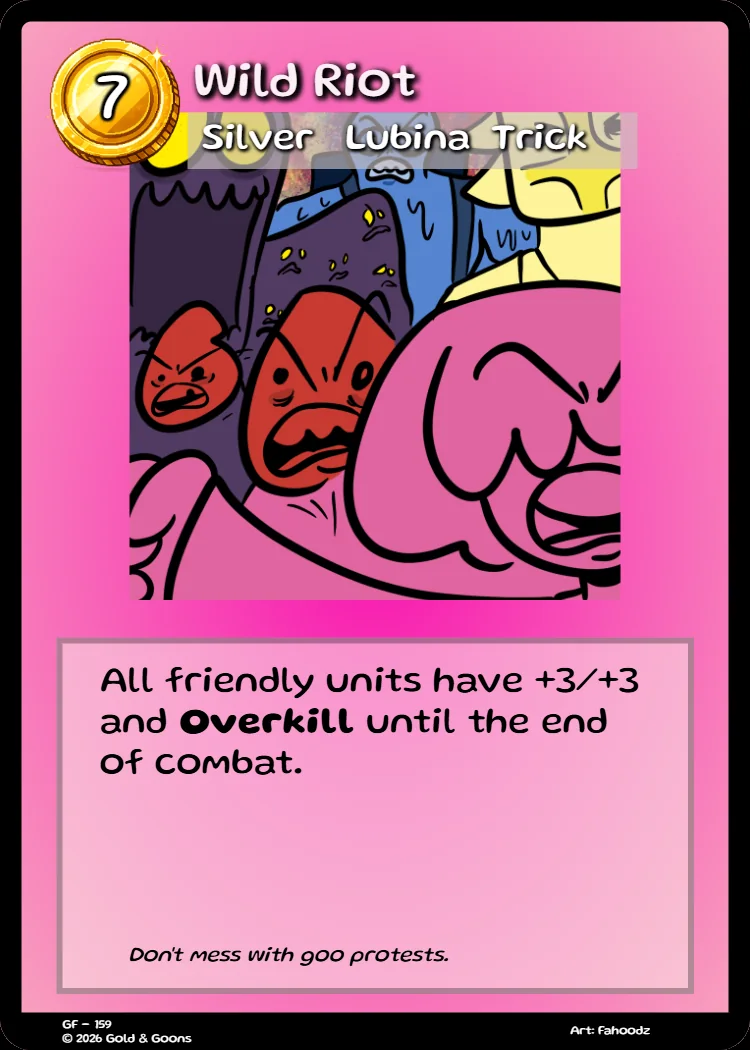 7
Wild Riot
Silver Lubina Trick
All friendly units have +3/+3
and Overkill until the end
of combat.
Don't mess with goo protests.
GF - 159
© 2026 Gold & Goons
Art: Fahoodz